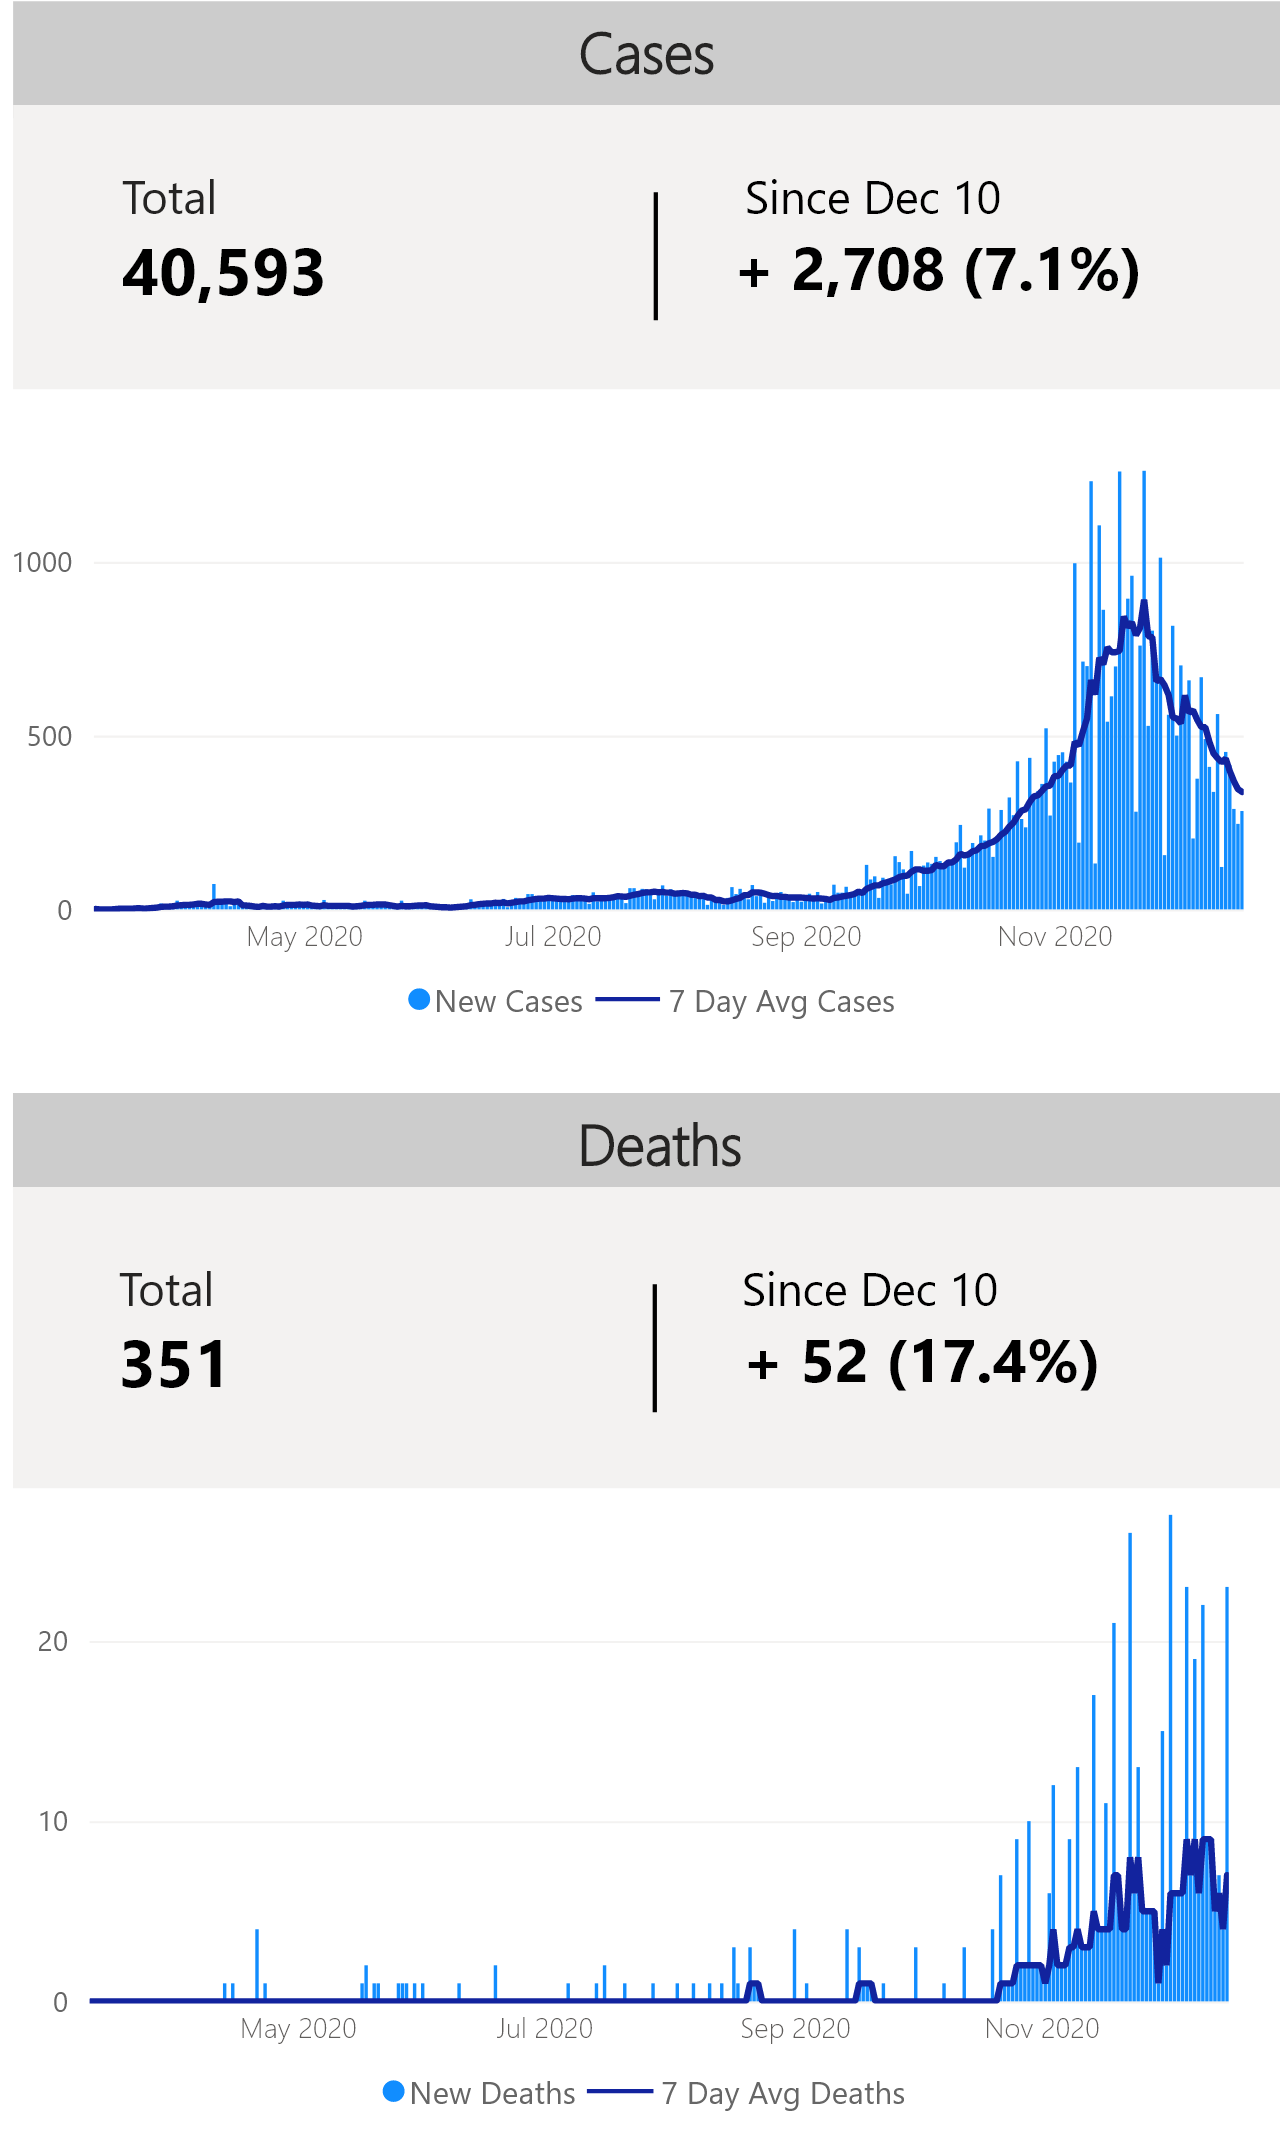 Cases
Total
Since Dec 10
40,593
+ 2,708 (7.1%)
1000
500
0
May 2020
Jul 2020
Sep 2020
Nov 2020
New Cases
7 Day Avg Cases
Deaths
Total
Since Dec 10
351
+ 52 (17.4%)
20
10
0
May 2020
Jul 2020
Sep 2020
Nov 2020
New Deaths
7 Day Avg Deaths